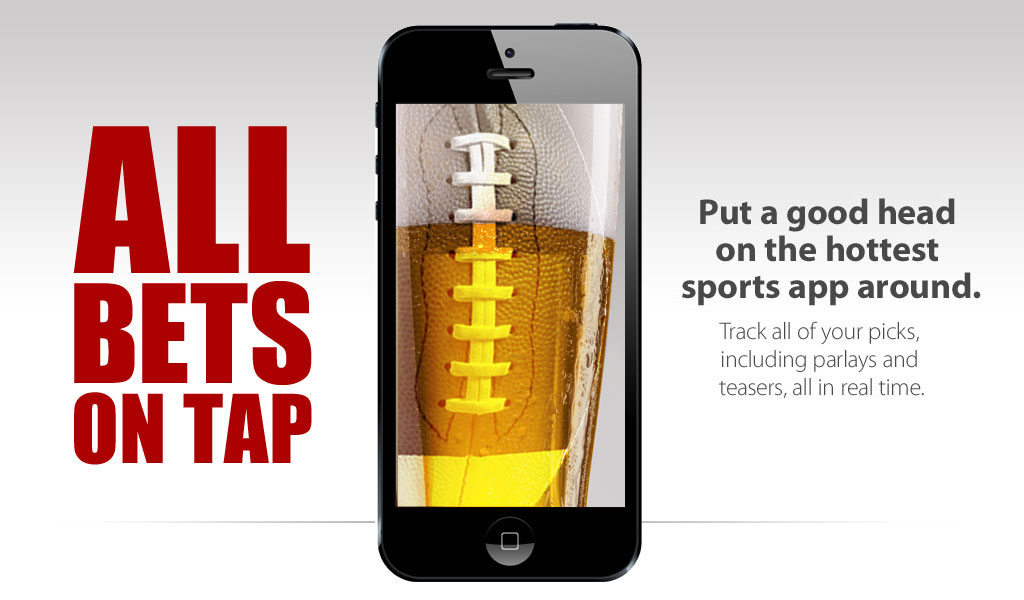 ALL
BETS
ON TAP
Put a good head
on the hottest
sports app around.
Track all of your picks,
including parlays and
teasers, all in real time.